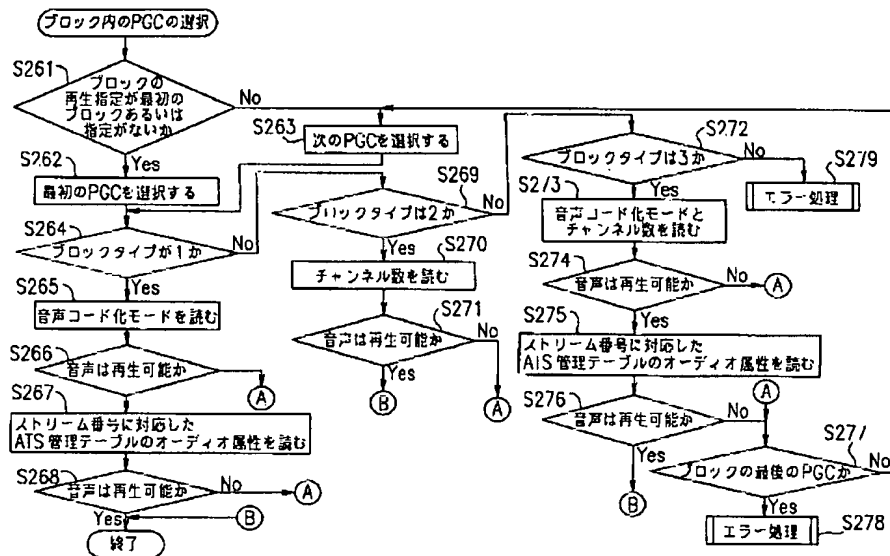 ブロック内のPGCの選択
S261
ブロックの
再生指定が最初の
ブロックあるいは
指定がないか
No
Yes
S262
最初のPGCを選択する
S263
次のPGCを選択する
S264
ブロックタイプが1か
No
Yes
S265
音声コード化モードを読む
S266
音声は再生可能か
A
S267
ストリーム番号に対応した
ATS管理テーブルのオーディオ属性を読む
S268
音声は再生可能か
No
A
Yes
B
終了
S269
ブロックタイプは2か
No
Yes
S270
チャンネル数を読む
S271
音声は再生可能か
No
Yes
B
A
S272
ブロックタイプは3か
No
Yes
S279
エラー処理
S273
音声コード化モードと
チャンネル数を読む
S274
音声は再生可能か
No
A
Yes
S275
ストリーム番号に対応した
ATS管理テーブルのオーディオ属性を読む
S276
音声は再生可能か
No
A
Yes
B
S277
ブロックの最後のPGCか
No
Yes
エラー処理
S278